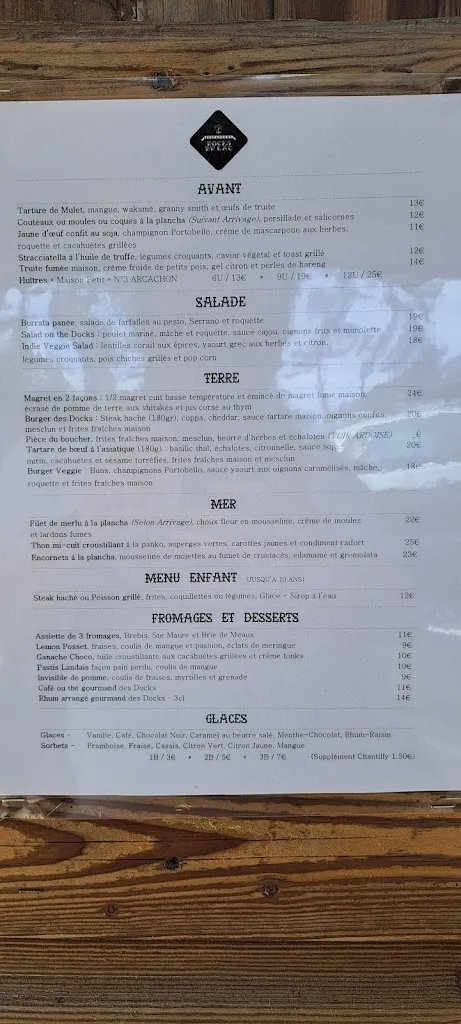 DOCKS
DU LAC
AVANT
Tartare de Mulet, mangue, wakamé, granny smith et œufs de truite 13€
Couteaux ou moules ou coques à la plancha (Suivant Arrivage), persillade et salicornes 12€
Jaune d'œuf confit au soja, champignon Portobello, crème de mascarpone aux herbes, 11€
roquette et cacahuètes grillées
Stracciatella à l'huile de truffe, légumes croquants, caviar végétal et toast grillé 12€
Truite fumée maison, crème froide de petits pois, gel citron et perles de hareng 14€
Huîtres « Maison Petit » N°3 ARCACHON 6U / 13€ • 9U / 19€ • 12U / 25€
SALADE
Burrata panée, salade de farfalles au pesto, Serrano et roquette 19€
Salad on the Docks : poulet mariné, mâche et roquette, sauce cajou, oignons frits et mimolette 19€
Indie Veggie Salad : lentilles corail aux épices, yaourt grec aux herbes et citron, 18€
légumes croquants, pois chiches grillés et pop corn
TERRE
Magret en 2 façons : 1/2 magret cuit basse température et émincé de magret fumé maison, 24€
écrasé de pomme de terre aux shitakés et jus corsé au thym
Burger des Docks : Steak haché (180gr), coppa, cheddar, sauce tartare maison, oignons confits, 20€
mesclun et frites fraîches maison
Pièce du boucher, frites fraîches maison, mesclun, beurre d'herbes et échalotes (VOIR ARDOISE) €
Tartare de bœuf à l'asiatique (180g) : basilic thaï, échalotes, citronnelle, sauce soja, 20€
mirin, cacahuètes et sésame torréfiés, frites fraîches maison et mesclun
Burger Veggie : Buns, champignons Portobello, sauce yaourt aux oignons caramélisés, mâche, 18€
roquette et frites fraîches maison
MER
Filet de merlu à la plancha (Selon Arrivage), choux fleur en mousseline, crème de moules 22€
et lardons fumés
Thon mi-cuit croustillant à la panko, asperges vertes, carottes jaunes et condiment raifort 25€
Encornets à la plancha, mousseline de mojettes au fumet de crustacés, édamamé et gremolata 23€
MENU ENFANT (JUSQU'A 10 ANS)
Steak haché ou Poisson grillé, frites, coquillettes ou légumes, Glace - Sirop à l'eau 12€
FROMAGES ET DESSERTS
Assiette de 3 fromages, Brebis, Ste Maure et Brie de Meaux 11€
Lemon Posset, fraises, coulis de mangue et passion, éclats de meringue 9€
Ganache Choco, tuile croustillante aux cacahuètes grillées et crème tonka 10€
Pastis Landais façon pain perdu, coulis de mangue 10€
Invisible de pomme, coulis de fraises, myrtilles et grenade 9€
Café ou thé gourmand des Docks 11€
Rhum arrangé gourmand des Docks - 3cl 14€
GLACES
Glaces - Vanille, Café, Chocolat Noir, Caramel au beurre salé, Menthe-Chocolat, Rhum-Raisin
Sorbets - Framboise, Fraise, Cassis, Citron Vert, Citron Jaune, Mangue
1B / 3€ • 2B / 5€ • 3B / 7€ (Supplément Chantilly 1.50€)